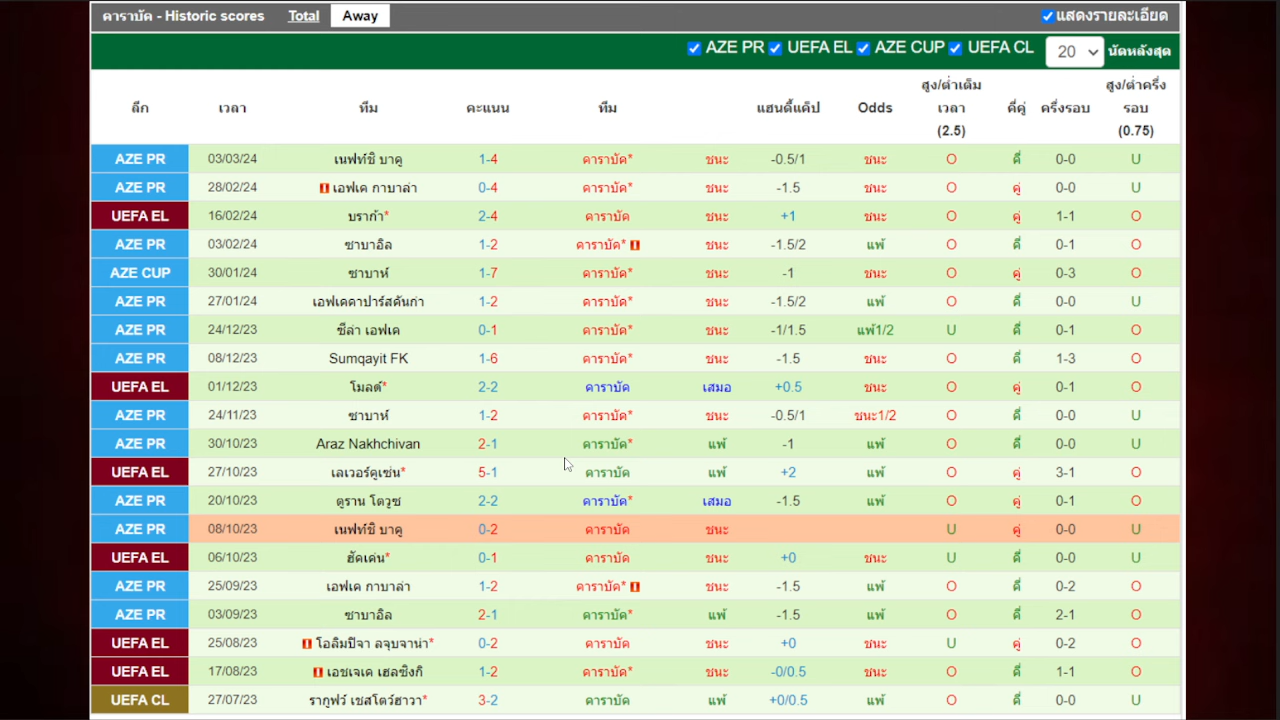 คาราบัค - Historic scores Total Away แสดงรายละเอียด
AZE PR UEFA EL AZE CUP UEFA CL 20 นัดหลังสุด
ลีก เวลา ทีม คะแนน ทีม แฮนดี้แค็ป Odds สูง/ต่ำเต็มเวลา (2.5) คี่คู่ ครึ่งรอบ สูง/ต่ำครึ่งรอบ (0.75)
AZE PR 03/03/24 เนฟท์ชี บาคู 1-4 คาราบัค* ชนะ -0.5/1 ชนะ O คี่ 0-0 U
AZE PR 28/02/24 เอฟเค กาบาล่า 0-4 คาราบัค* ชนะ -1.5 ชนะ O คู่ 0-0 U
UEFA EL 16/02/24 บราก้า* 2-4 คาราบัค ชนะ +1 ชนะ O คู่ 1-1 O
AZE PR 03/02/24 ซาบาอิล 1-2 คาราบัค* ชนะ -1.5/2 แพ้ O คี่ 0-1 O
AZE CUP 30/01/24 ซาบาห์ 1-7 คาราบัค* ชนะ -1 ชนะ O คู่ 0-3 O
AZE PR 27/01/24 เอฟเคคาปาร์สคันก่า 1-2 คาราบัค* ชนะ -1.5/2 แพ้ O คี่ 0-0 U
AZE PR 24/12/23 ซีล่า เอฟเค 0-1 คาราบัค* ชนะ -1/1.5 แพ้1/2 U คี่ 0-1 O
AZE PR 08/12/23 Sumqayit FK 1-6 คาราบัค* ชนะ -1.5 ชนะ O คี่ 1-3 O
UEFA EL 01/12/23 โมลด์* 2-2 คาราบัค เสมอ +0.5 ชนะ O คู่ 0-1 O
AZE PR 24/11/23 ซาบาห์ 1-2 คาราบัค* ชนะ -0.5/1 ชนะ1/2 O คี่ 0-0 U
AZE PR 30/10/23 Araz Nakhchivan 2-1 คาราบัค* แพ้ -1 แพ้ O คี่ 0-0 U
UEFA EL 27/10/23 เลเวอร์คูเซ่น* 5-1 คาราบัค แพ้ +2 แพ้ O คู่ 3-1 O
AZE PR 20/10/23 ตูราน โตวูซ 2-2 คาราบัค* เสมอ -1.5 แพ้ O คู่ 0-1 O
AZE PR 08/10/23 เนฟท์ชี บาคู 0-2 คาราบัค ชนะ U คู่ 0-0 U
UEFA EL 06/10/23 ฮัคเค่น* 0-1 คาราบัค ชนะ +0 ชนะ U คี่ 0-0 U
AZE PR 25/09/23 เอฟเค กาบาล่า 1-2 คาราบัค* ชนะ -1.5 แพ้ O คี่ 0-2 O
AZE PR 03/09/23 ซาบาอิล 2-1 คาราบัค* แพ้ -1.5 แพ้ O คี่ 2-1 O
UEFA EL 25/08/23 โอลิมปิจา ลจุบจาน่า* 0-2 คาราบัค ชนะ +0 ชนะ U คู่ 0-2 O
UEFA EL 17/08/23 เอชเจเค เฮลซิงกิ 1-2 คาราบัค* ชนะ -0/0.5 ชนะ O คี่ 1-1 O
UEFA CL 27/07/23 รากูฟว์ เชสโตว์ฮาวา* 3-2 คาราบัค แพ้ +0/0.5 แพ้ O คี่ 0-0 U